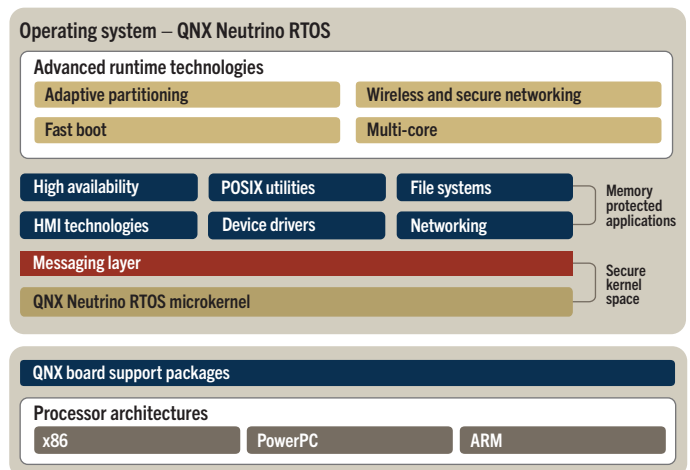 Operating system – QNX Neutrino RTOS
Advanced runtime technologies
Adaptive partitioning
Wireless and secure networking
Fast boot
Multi-core
High availability
POSIX utilities
File systems
HMI technologies
Device drivers
Networking
Memory
protected
applications
Messaging layer
QNX Neutrino RTOS microkernel
Secure
kernel
space
QNX board support packages
Processor architectures
x86
PowerPC
ARM